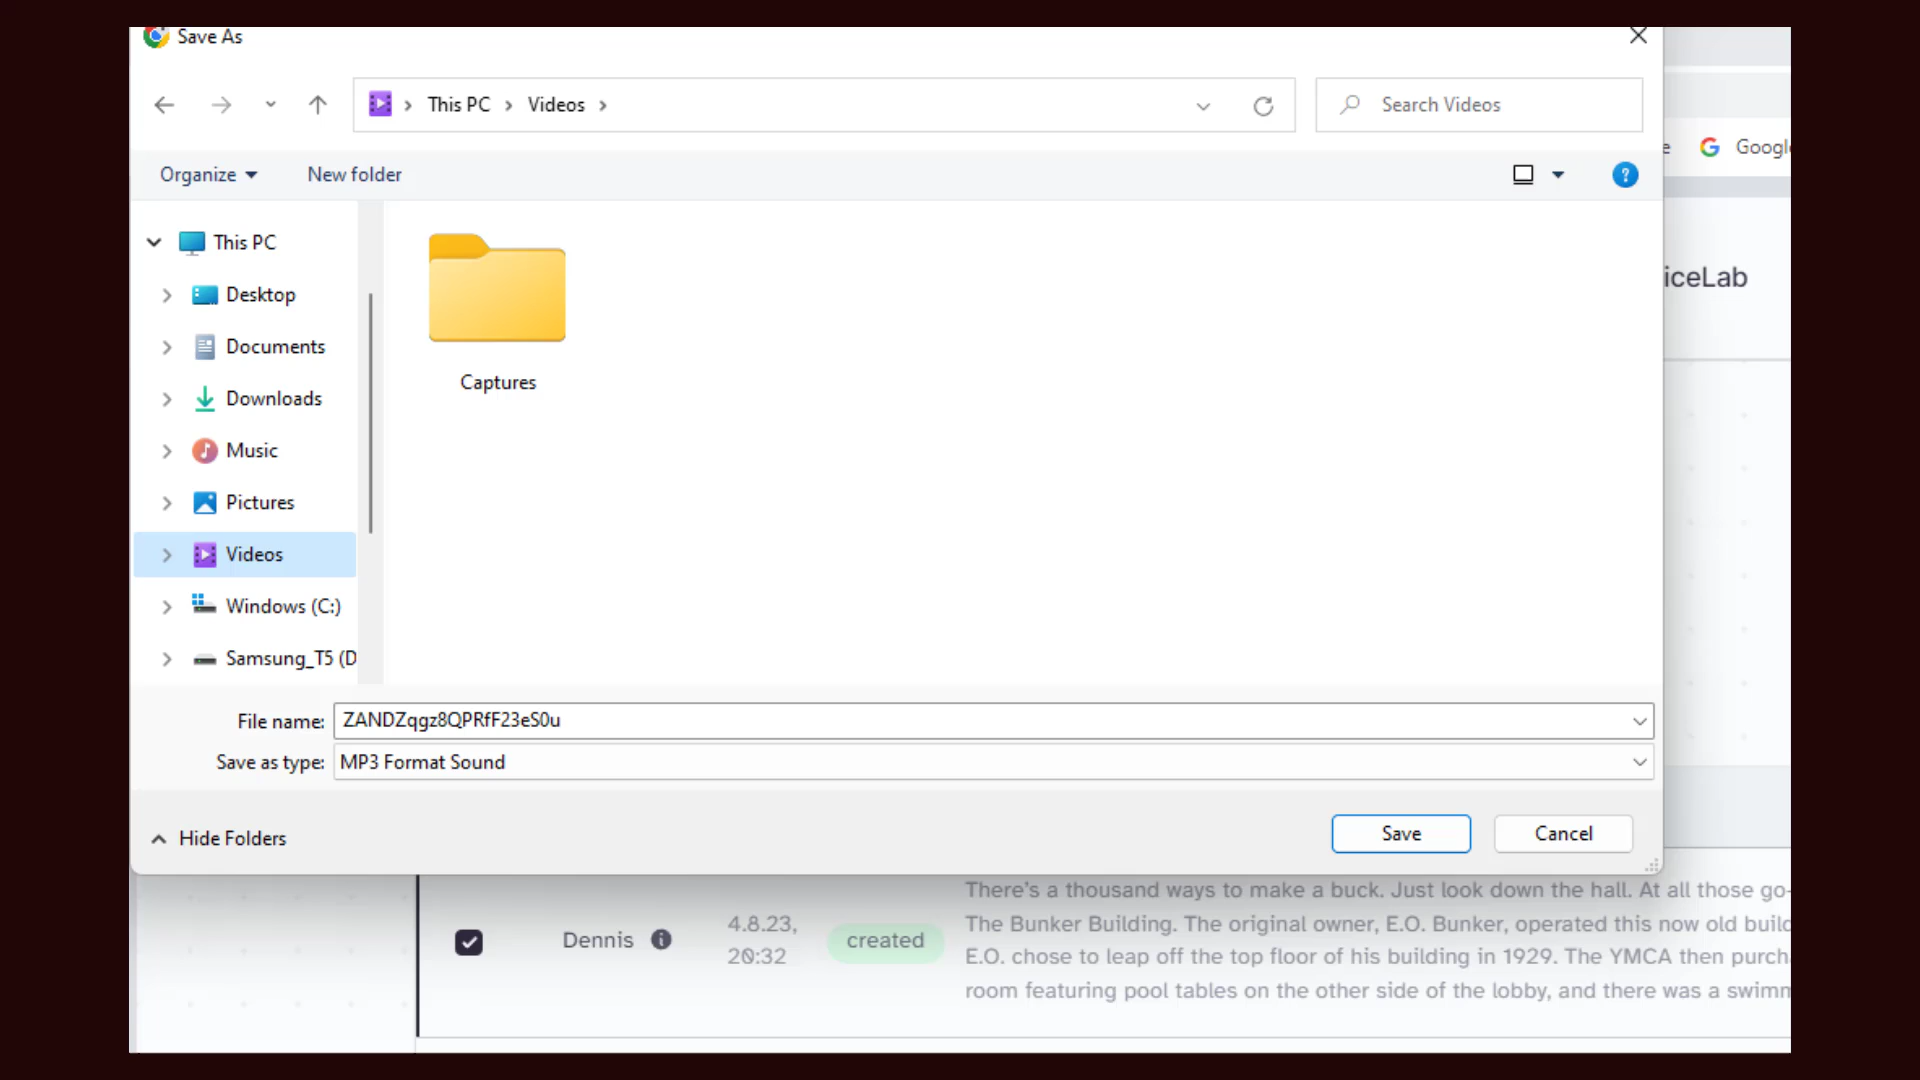 Save As
This PC
Videos
Search Videos
Organize
New folder
e
Google
This PC
Desktop
Documents
Downloads
Music
Pictures
Videos
Windows (C:)
Samsung_T5 (D
Captures
iceLab
File name:
ZANDZqgz8QPRfF23eS0u
Save as type:
MP3 Format Sound
Hide Folders
Save
Cancel
Dennis
4.8.23,
20:32
created
There's a thousand ways to make a buck. Just look down the hall. At all those go-
The Bunker Building. The original owner, E.O. Bunker, operated this now old build
E.O. chose to leap off the top floor of his building in 1929. The YMCA then purch
room featuring pool tables on the other side of the lobby, and there was a swimm